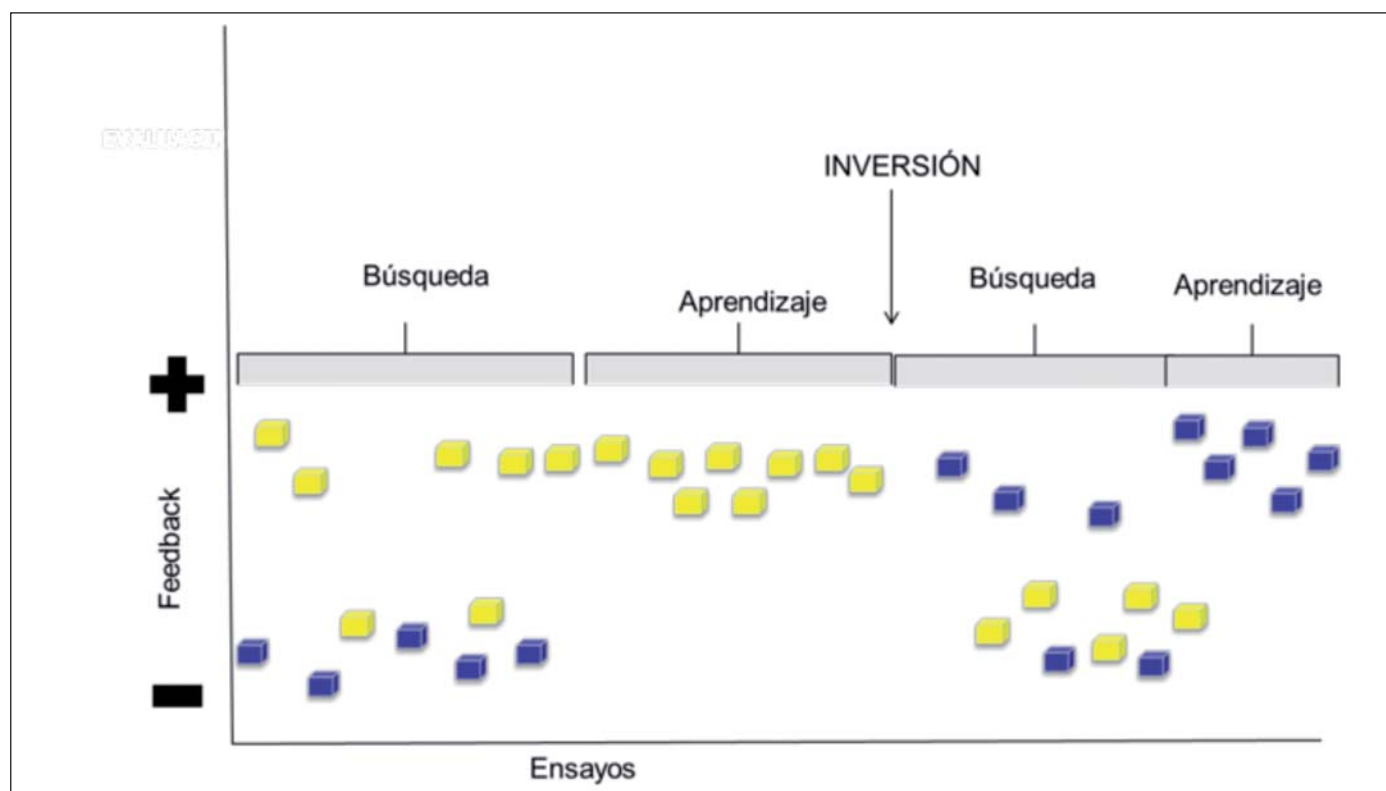 INVERSIÓN
Búsqueda
Aprendizaje
Búsqueda
Aprendizaje
Feedback
Ensayos